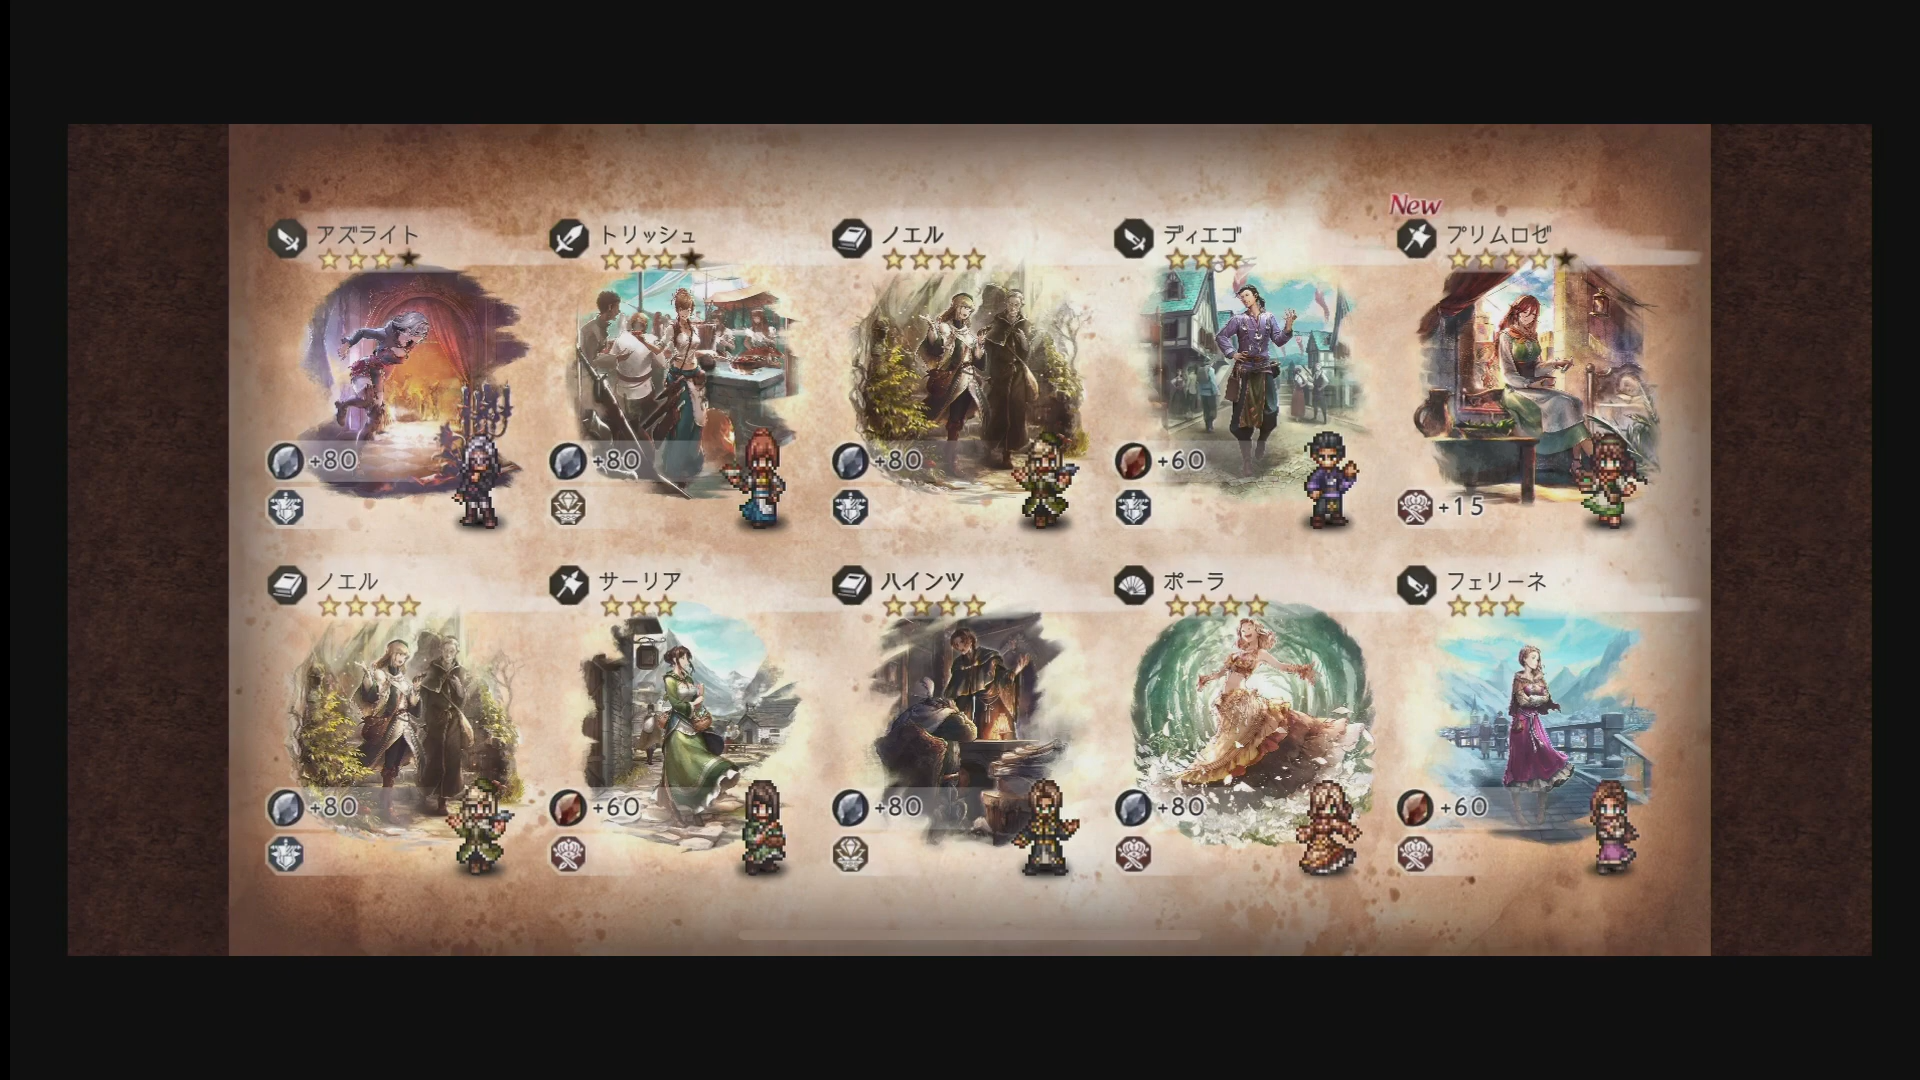 アズライト
トリッシュ
ノエル
ディエゴ
New
プリムロゼ
+80
+80
+80
+60
+15
ノエル
サーリア
ハインツ
ポーラ
フェリーネ
+80
+60
+80
+80
+60